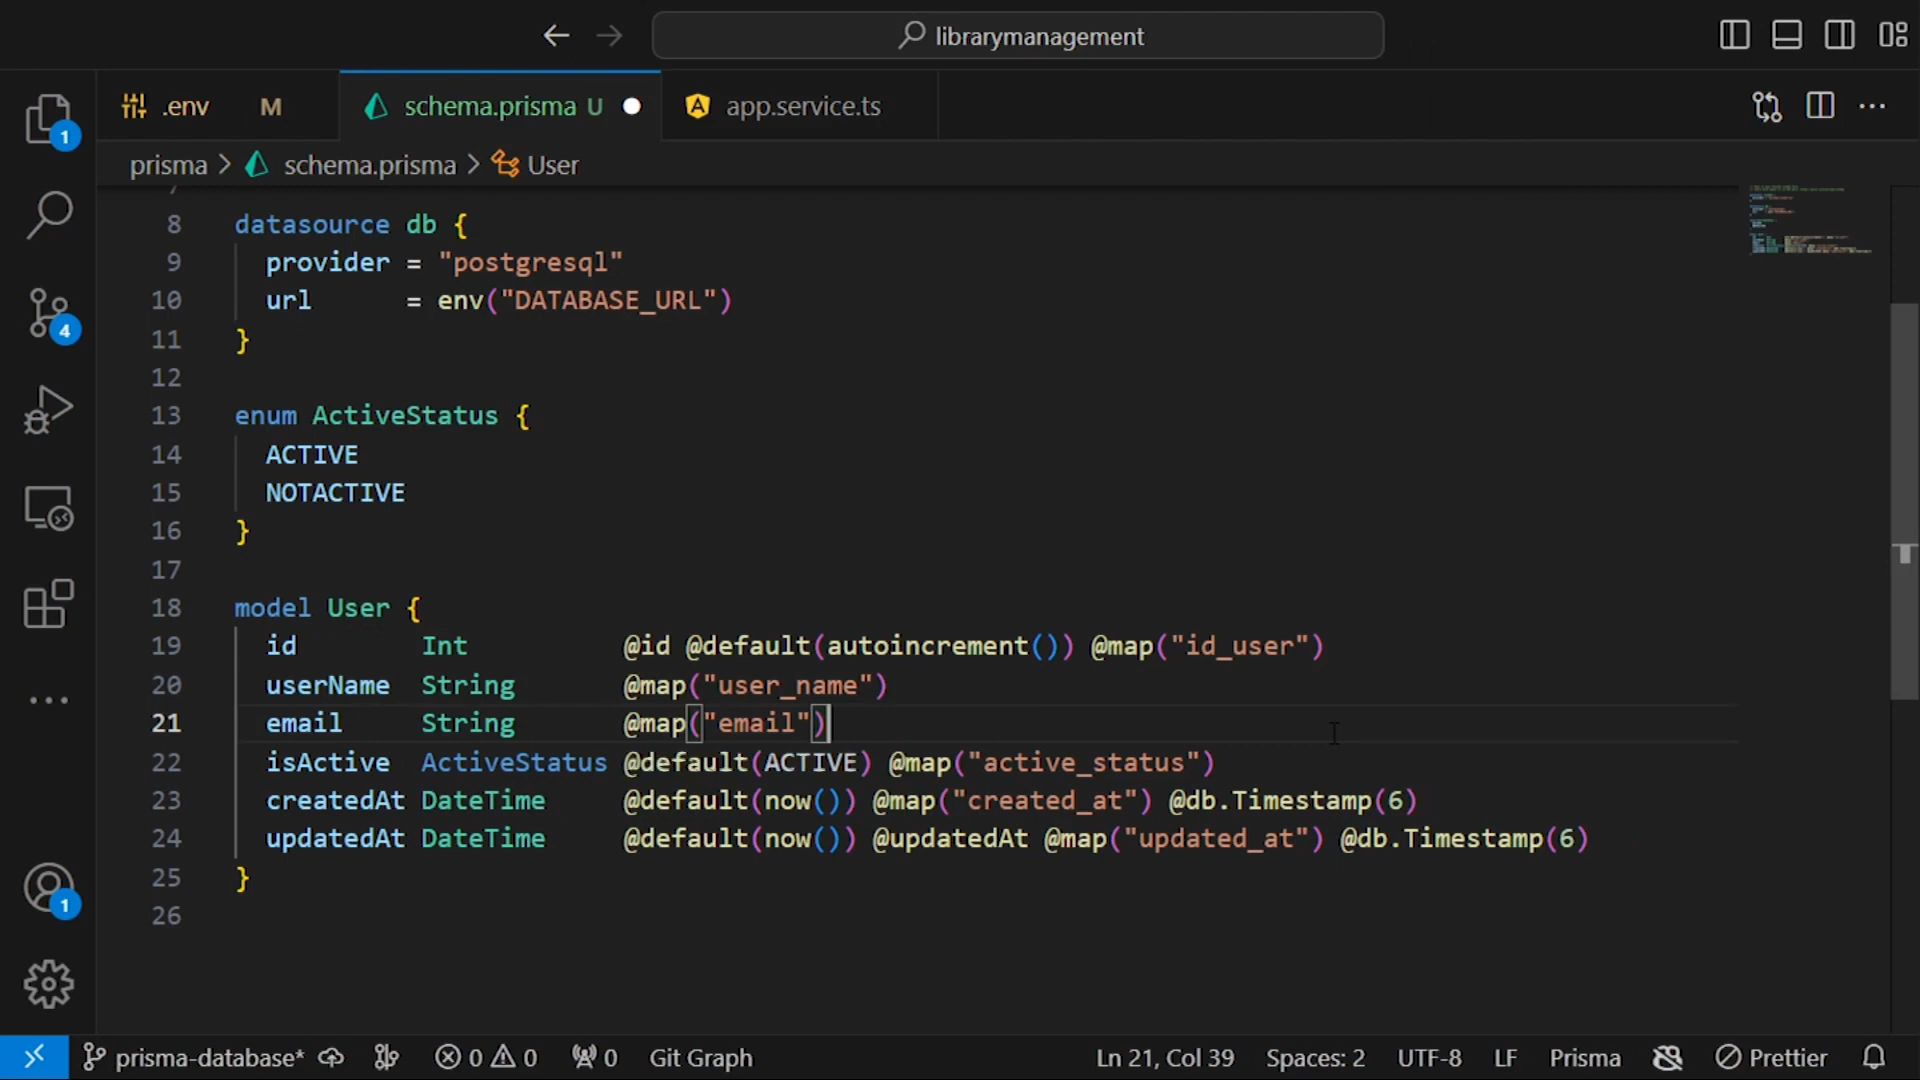 librarymanagement
.env M schema.prisma U app.service.ts
prisma > schema.prisma > User
1
4
1
7
8 datasource db {
9 provider = "postgresql"
10 url = env("DATABASE_URL")
11 }
12
13 enum ActiveStatus {
14 ACTIVE
15 NOTACTIVE
16 }
17
18 model User {
19 id Int @id @default(autoincrement()) @map("id_user")
20 userName String @map("user_name")
21 email String @map("email")
22 isActive ActiveStatus @default(ACTIVE) @map("active_status")
23 createdAt DateTime @default(now()) @map("created_at") @db.Timestamp(6)
24 updatedAt DateTime @default(now()) @updatedAt @map("updated_at") @db.Timestamp(6)
25 }
26
prisma-database* 0 0 0 Git Graph Ln 21, Col 39 Spaces: 2 UTF-8 LF Prisma Prettier